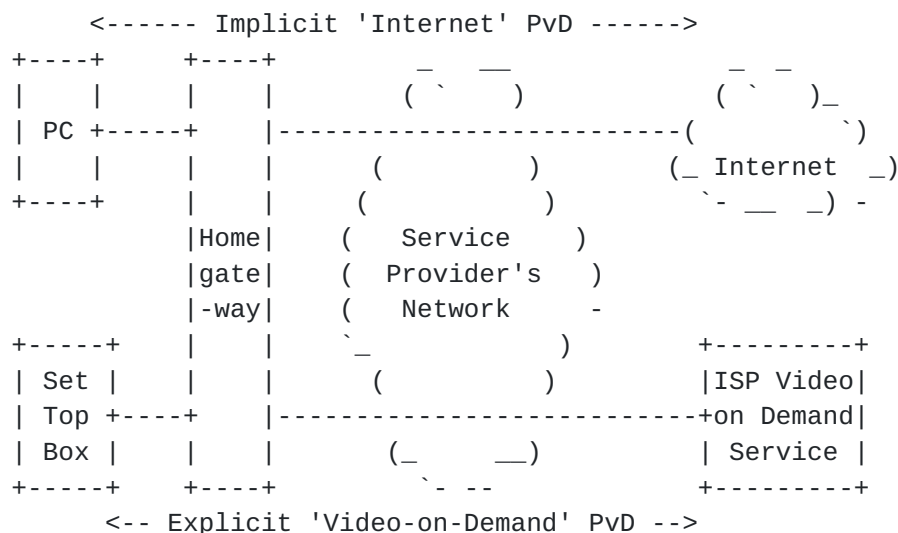 <------ Implicit 'Internet' PvD ------>
PC
Internet
Home Service
gate Provider's
-way Network
Set ISP Video
Top on Demand
Box Service
<-- Explicit 'Video-on-Demand' PvD -->